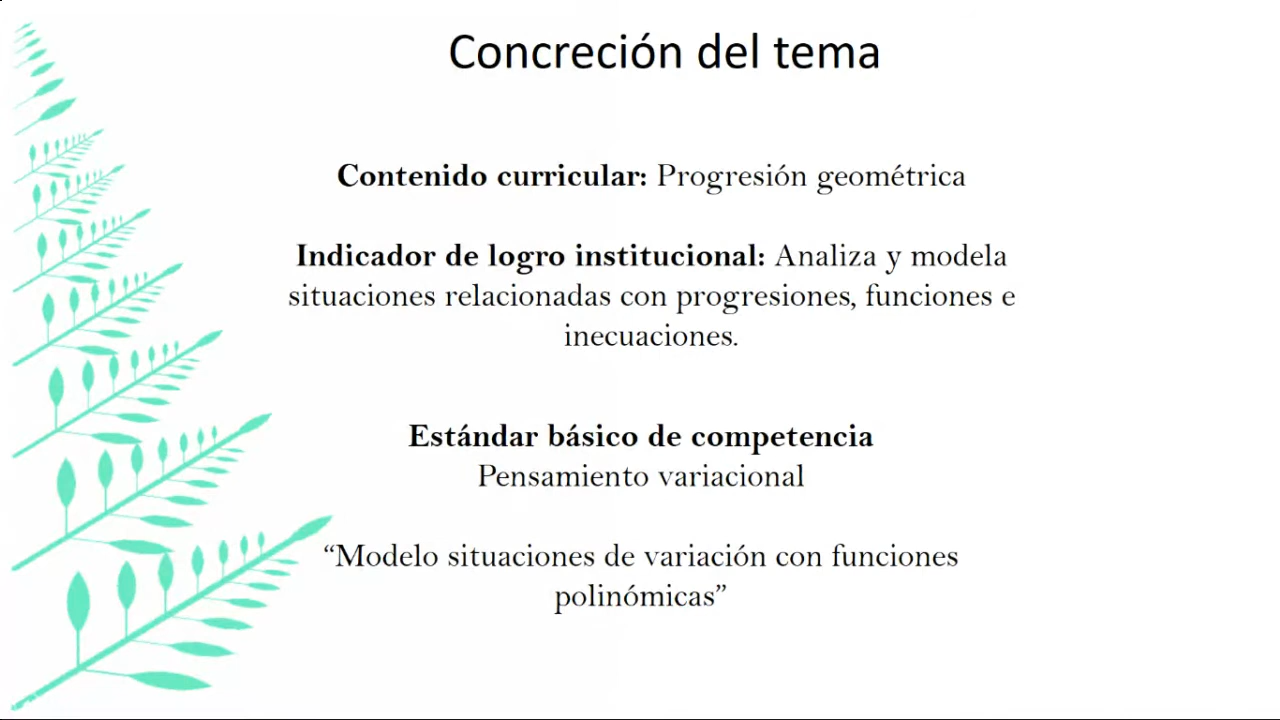 Concreción del tema
Contenido curricular: Progresión geométrica
Indicador de logro institucional: Analiza y modela
situaciones relacionadas con progresiones, funciones e
inecuaciones.
Estándar básico de competencia
Pensamiento variacional
“Modelo situaciones de variación con funciones
polinómicas”